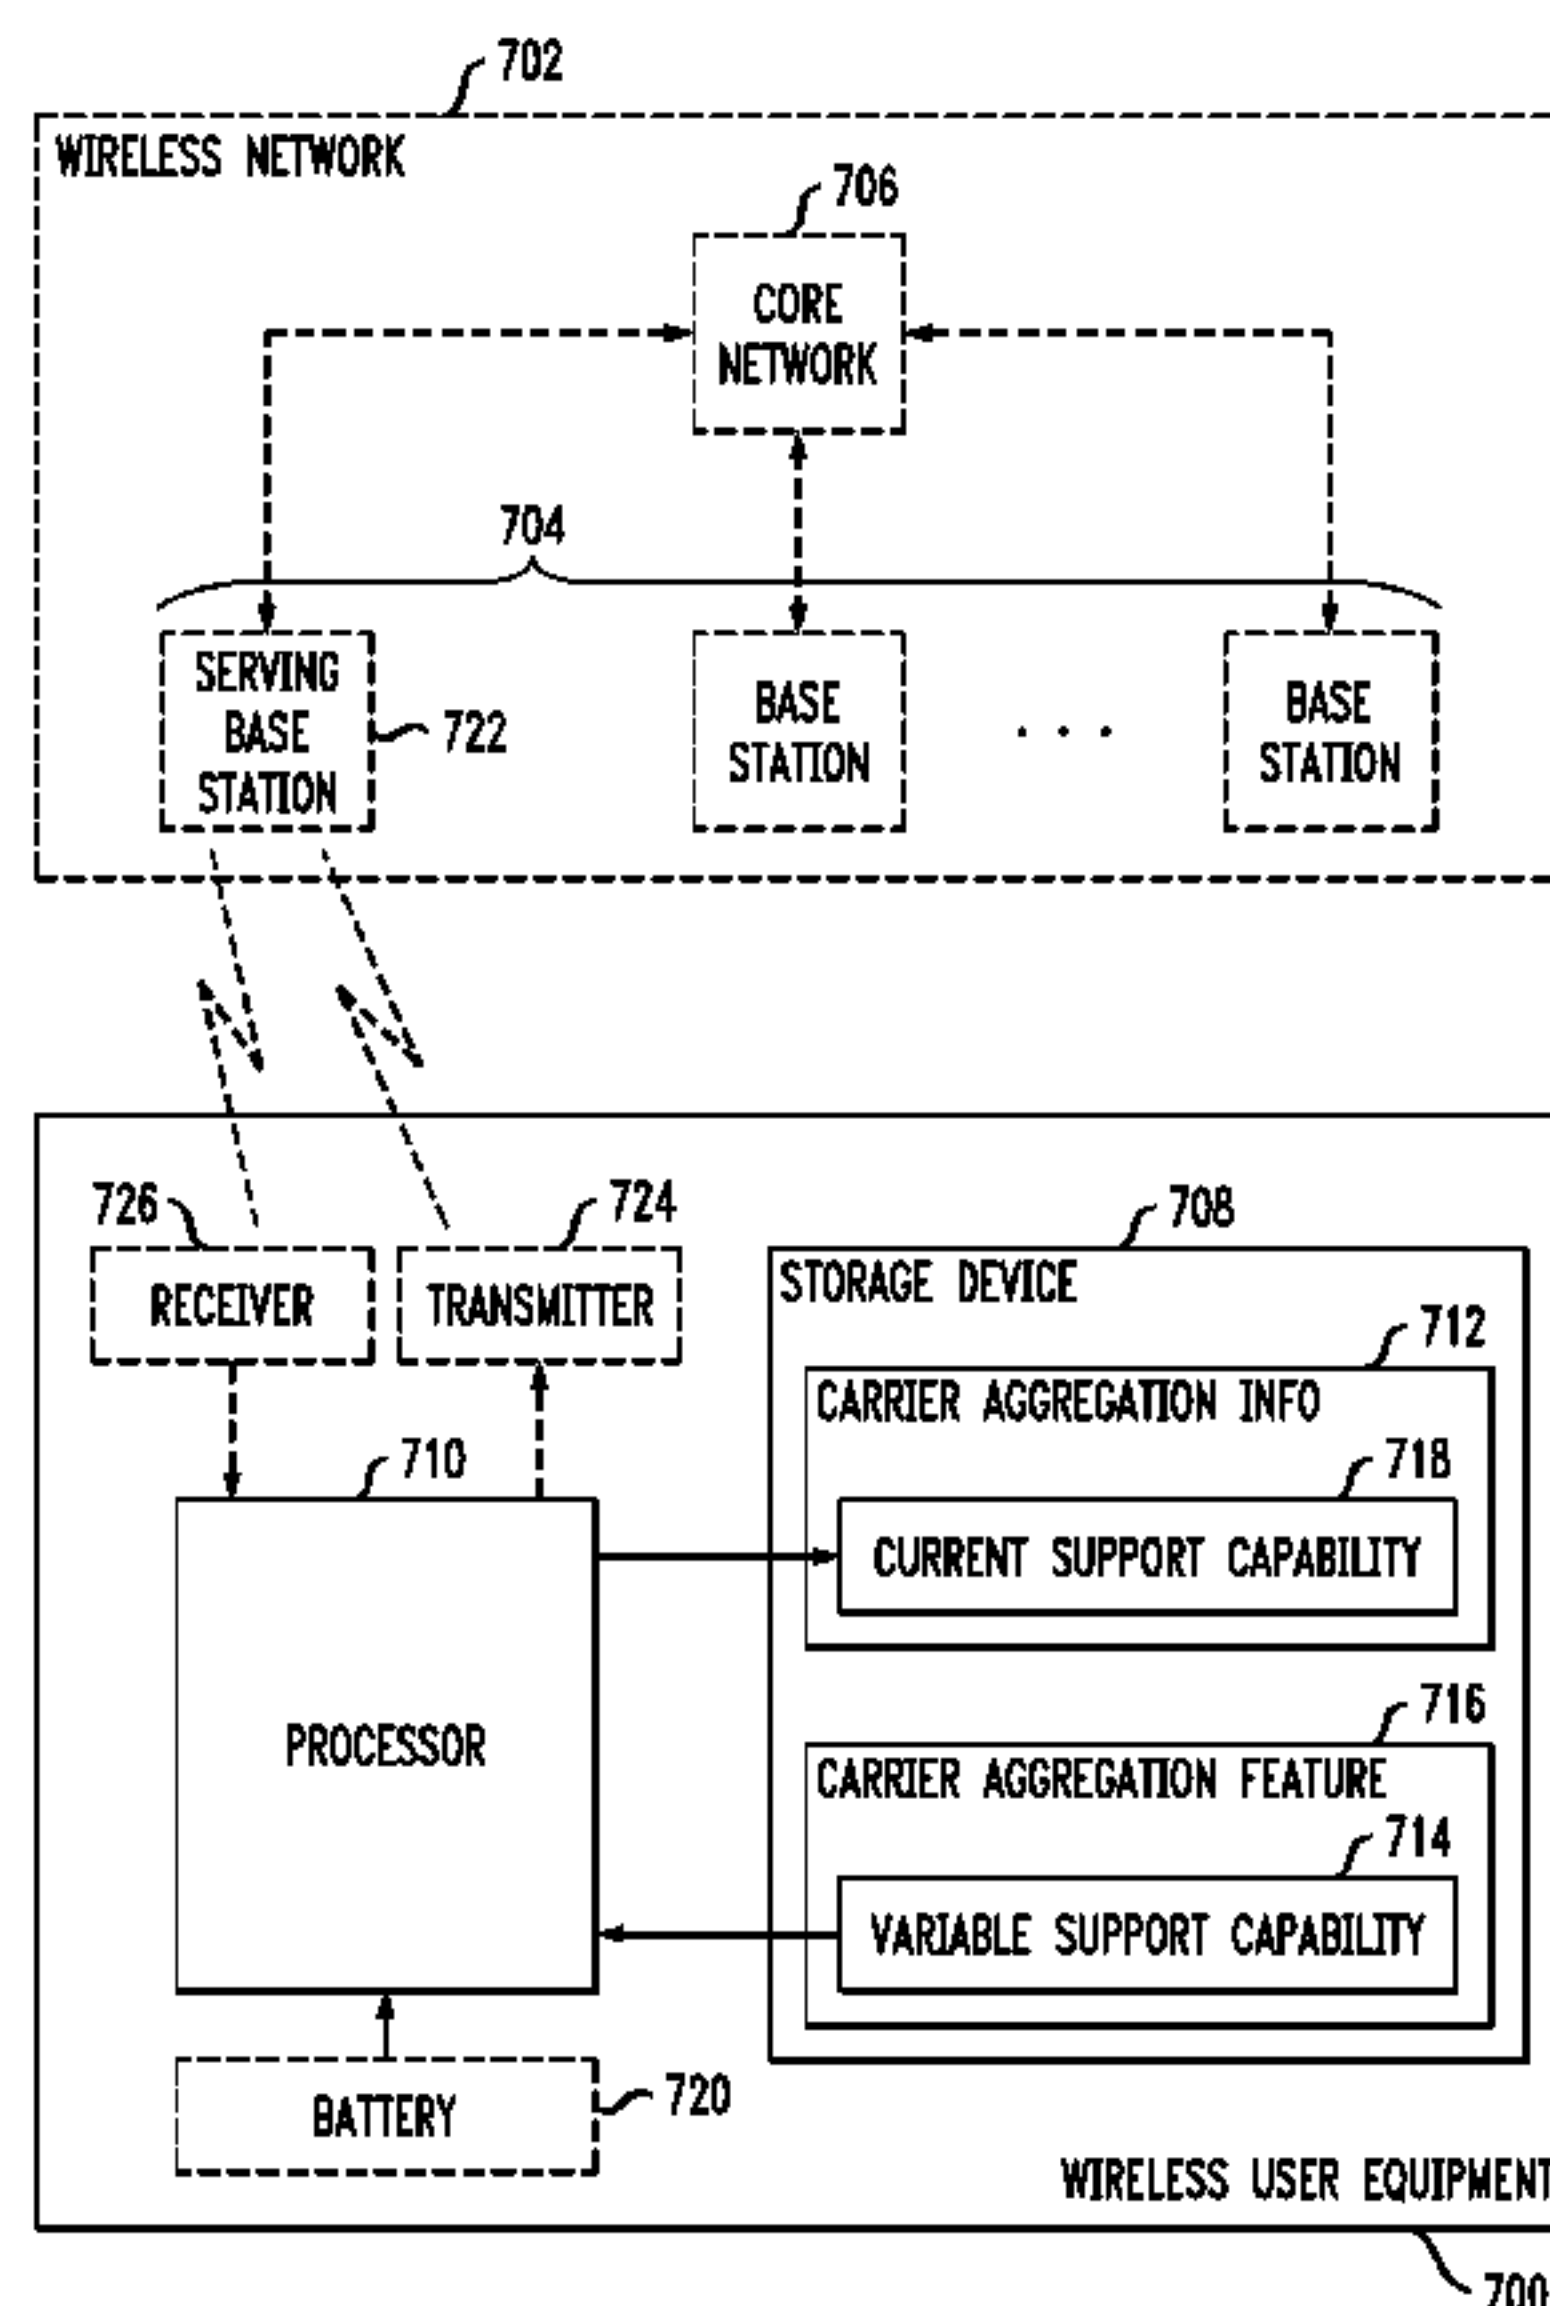 702
WIRELESS NETWORK
706
CORE
NETWORK
704
SERVING
BASE
STATION
722
BASE
STATION
. . .
BASE
STATION
726
724
708
RECEIVER
TRANSMITTER
STORAGE DEVICE
712
CARRIER AGGREGATION INFO
710
718
CURRENT SUPPORT CAPABILITY
PROCESSOR
716
CARRIER AGGREGATION FEATURE
714
VARIABLE SUPPORT CAPABILITY
BATTERY
720
WIRELESS USER EQUIPMENT
700